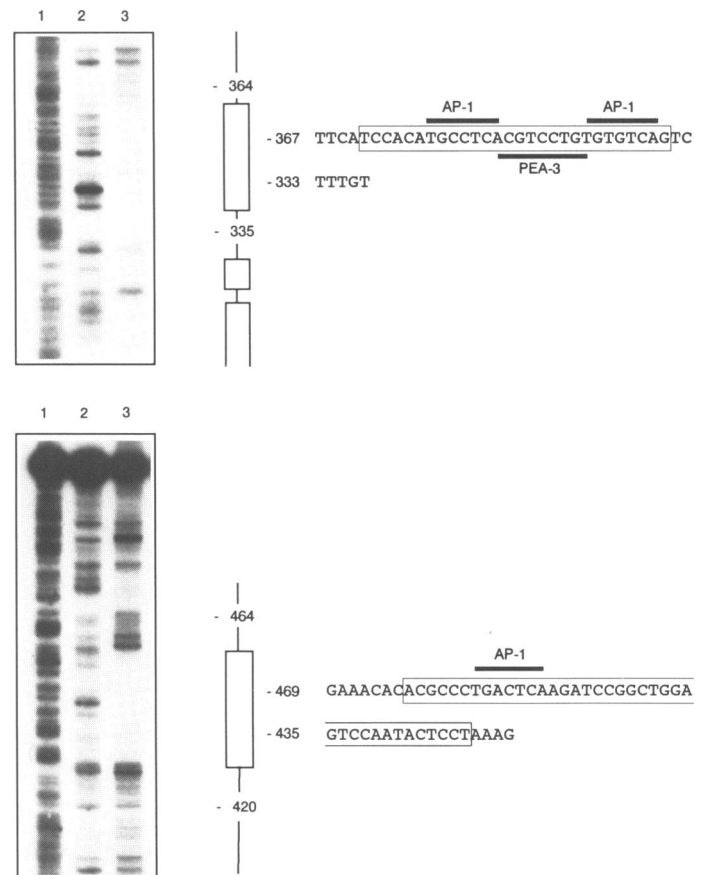 1 2 3
- 364
AP-1 AP-1
- 367 TTCATCCACATGCCTCACGTCCTGTGTGTCAGTC
PEA-3
- 333 TTTGT
- 335
1 2 3
- 464
AP-1
- 469 GAAACACACGCCCTGACTCAAGATCCGGCTGGA
- 435 GTCCAATACTCCTAAAG
- 420